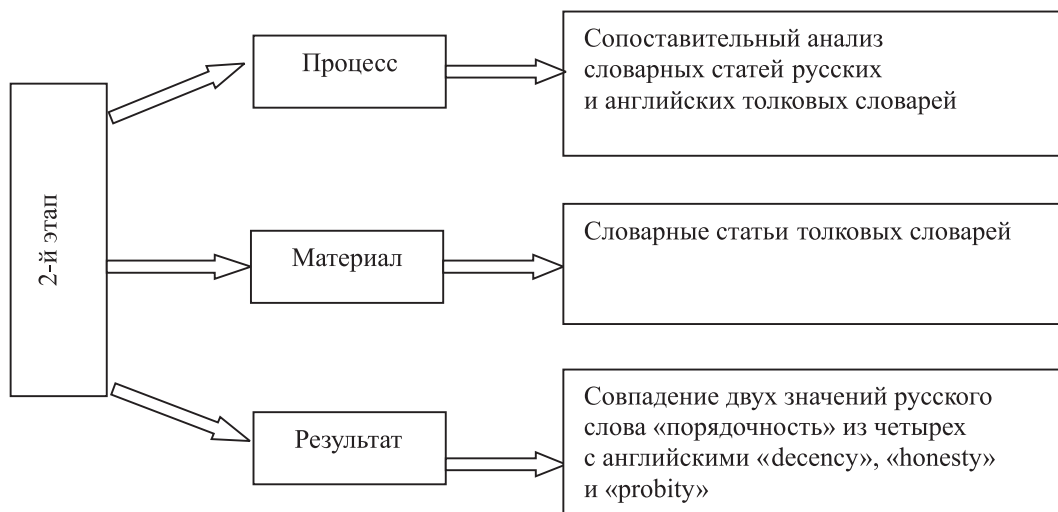 2-й этап
Процесс
Сопоставительный анализ
словарных статей русских
и английских толковых словарей
Материал
Словарные статьи толковых словарей
Результат
Совпадение двух значений русского
слова «порядочность» из четырех
с английскими «decency», «honesty»
и «probity»